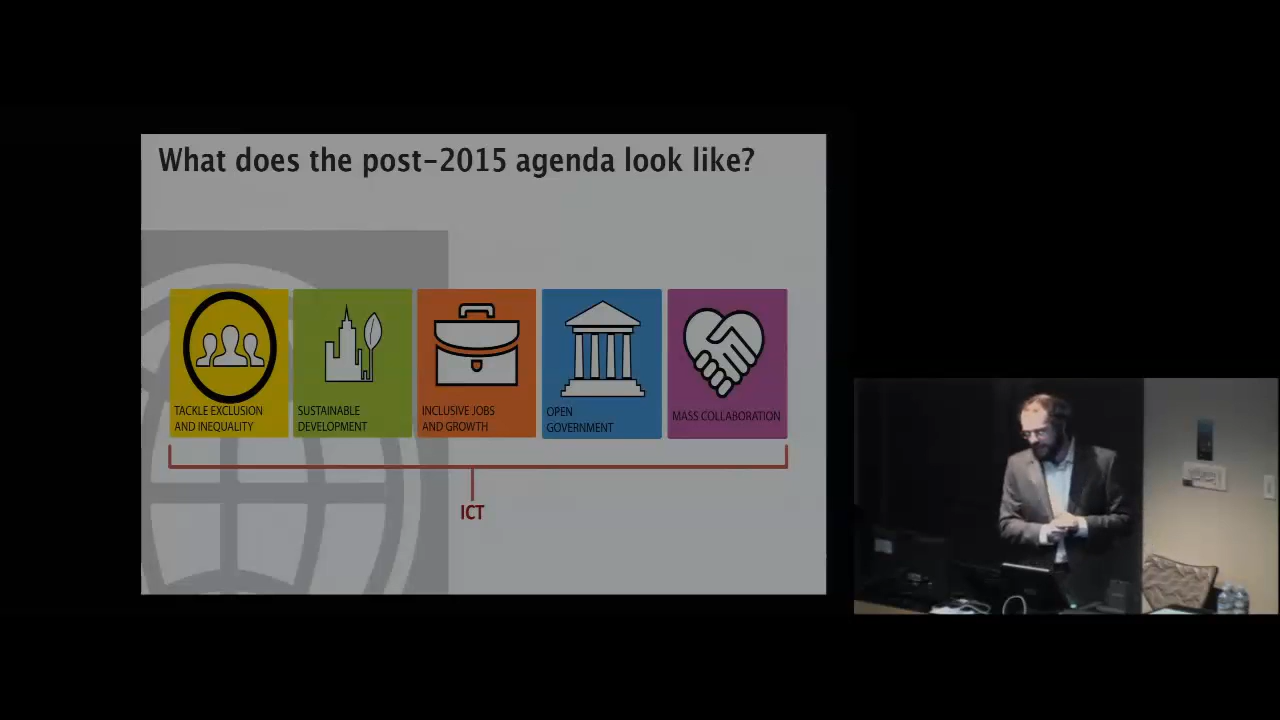 What does the post-2015 agenda look like?
TACKLE EXCLUSION
AND INEQUALITY
SUSTAINABLE
DEVELOPMENT
INCLUSIVE JOBS
AND GROWTH
OPEN
GOVERNMENT
MASS COLLABORATION
ICT